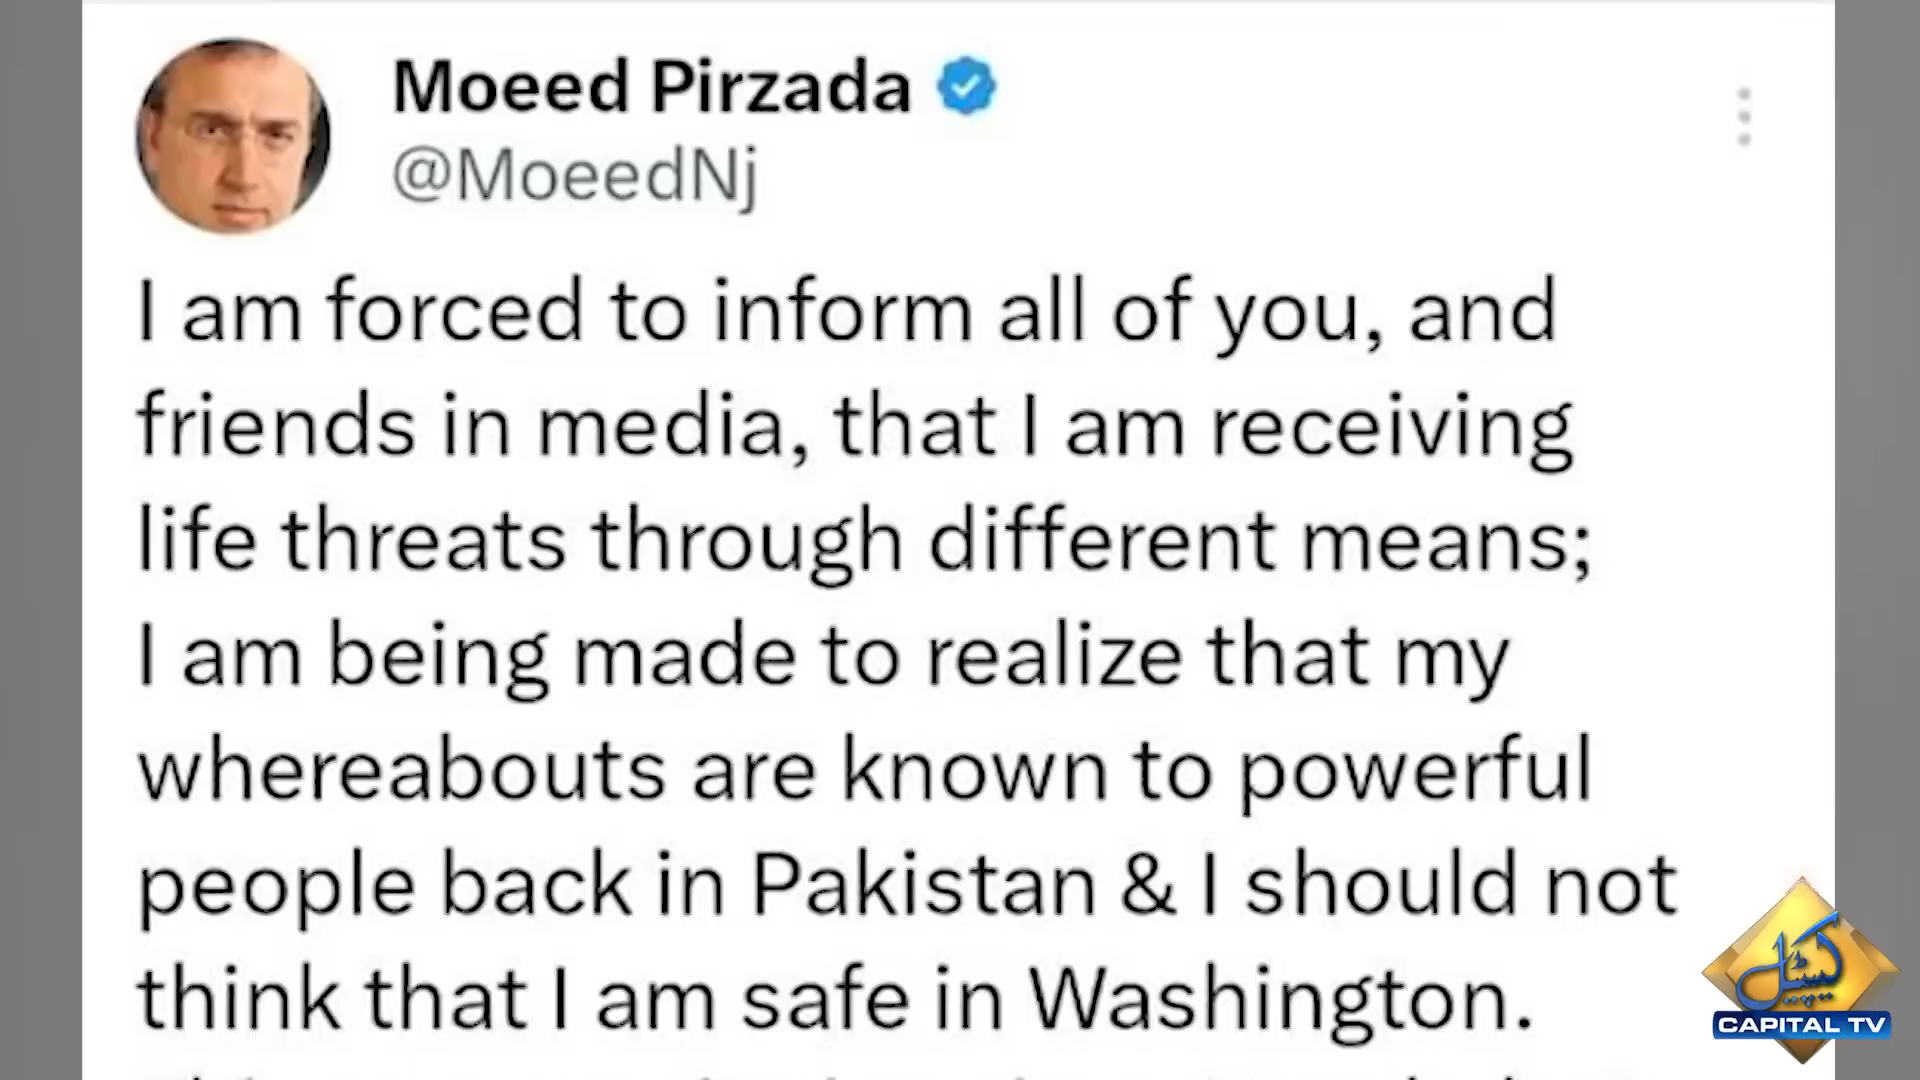 Moeed Pirzada
@MoeedNj
I am forced to inform all of you, and
friends in media, that I am receiving
life threats through different means;
I am being made to realize that my
whereabouts are known to powerful
people back in Pakistan & I should not
think that I am safe in Washington.
کیپیٹل
CAPITAL TV